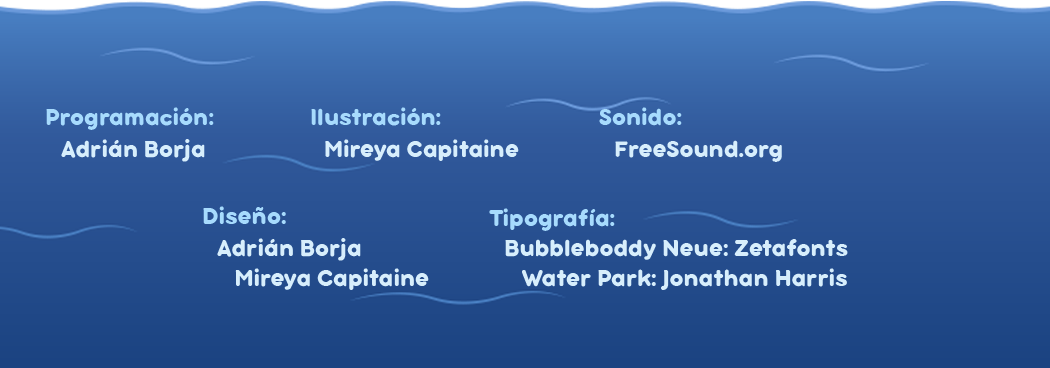 Programación:
Adrián Borja
Ilustración:
Mireya Capitaine
Sonido:
FreeSound.org
Diseño:
Adrián Borja
Mireya Capitaine
Tipografía:
Bubbleboddy Neue: Zetafonts
Water Park: Jonathan Harris